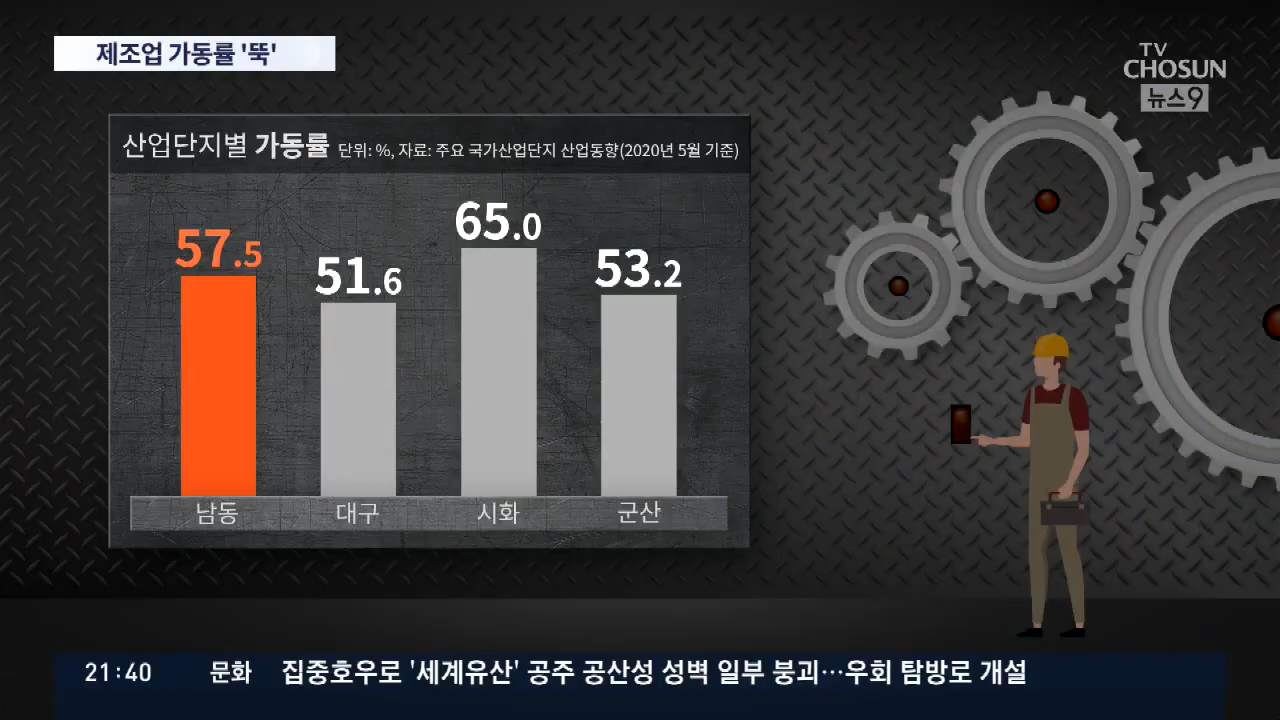 제조업 가동률 '뚝'
TV
CHOSUN
뉴스9
산업단지별 가동률 단위: %, 자료: 주요 국가산업단지 산업동향(2020년 5월 기준)
57.5 51.6 65.0 53.2
남동 대구 시화 군산
21:40 문화 집중호우로 '세계유산' 공주 공산성 성벽 일부 붕괴…우회 탐방로 개설